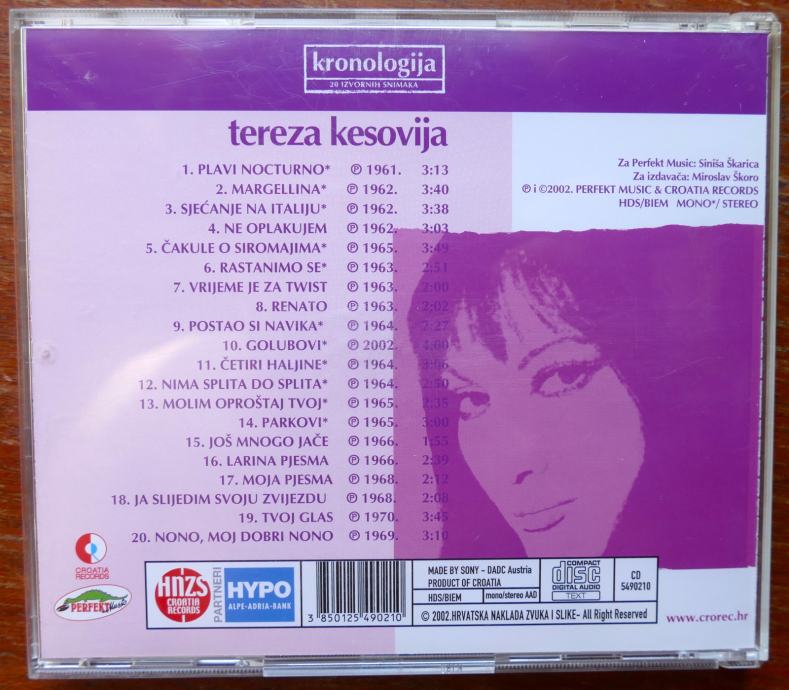 kronologija
20 IZVORNIH SNIMAKA
tereza kesovija
1. PLAVI NOCTURNO* ℗ 1961. 3:13
2. MARGELLINA* ℗ 1962. 3:40
3. SJEĆANJE NA ITALIJU* ℗ 1962. 3:38
4. NE OPLAKUJEM ℗ 1962. 3:03
5. ČAKULE O SIROMAJIMA* ℗ 1965. 3:49
6. RASTANIMO SE* ℗ 1963. 2:51
7. VRIJEME JE ZA TWIST ℗ 1963. 2:00
8. RENATO ℗ 1963. 2:02
9. POSTAO SI NAVIKA* ℗ 1964. 2:27
10. GOLUBOVI* ℗ 2002. 4:00
11. ČETIRI HALJINE* ℗ 1964. 3:06
12. NIMA SPLITA DO SPLITA* ℗ 1964. 2:50
13. MOLIM OPROŠTAJ TVOJ* ℗ 1965. 2:35
14. PARKOVI* ℗ 1965. 3:00
15. JOŠ MNOGO JAČE ℗ 1966. 1:55
16. LARINA PJESMA ℗ 1966. 2:39
17. MOJA PJESMA ℗ 1968. 2:12
18. JA SLIJEDIM SVOJU ZVIJEZDU ℗ 1968. 2:08
19. TVOJ GLAS ℗ 1970. 3:45
20. NONO, MOJ DOBRI NONO ℗ 1969. 3:10
Za Perfekt Music: Siniša Škarica
Za izdavača: Miroslav Škoro
℗ i ©2002. PERFEKT MUSIC & CROATIA RECORDS
HDS/BIEM MONO*/ STEREO
CROATIA
RECORDS
PERFEKT Music
HNZS
CROATIA
RECORDS
PARTNERI
HYPO
ALPE-ADRIA-BANK
3 850125 490210
MADE BY SONY - DADC Austria
PRODUCT OF CROATIA
HDS/BIEM mono/stereo AAD
© 2002.HRVATSKA NAKLADA ZVUKA I SLIKE- All Right Reserved
COMPACT
disc
DIGITAL AUDIO
TEXT
CD
5490210
www.crorec.hr